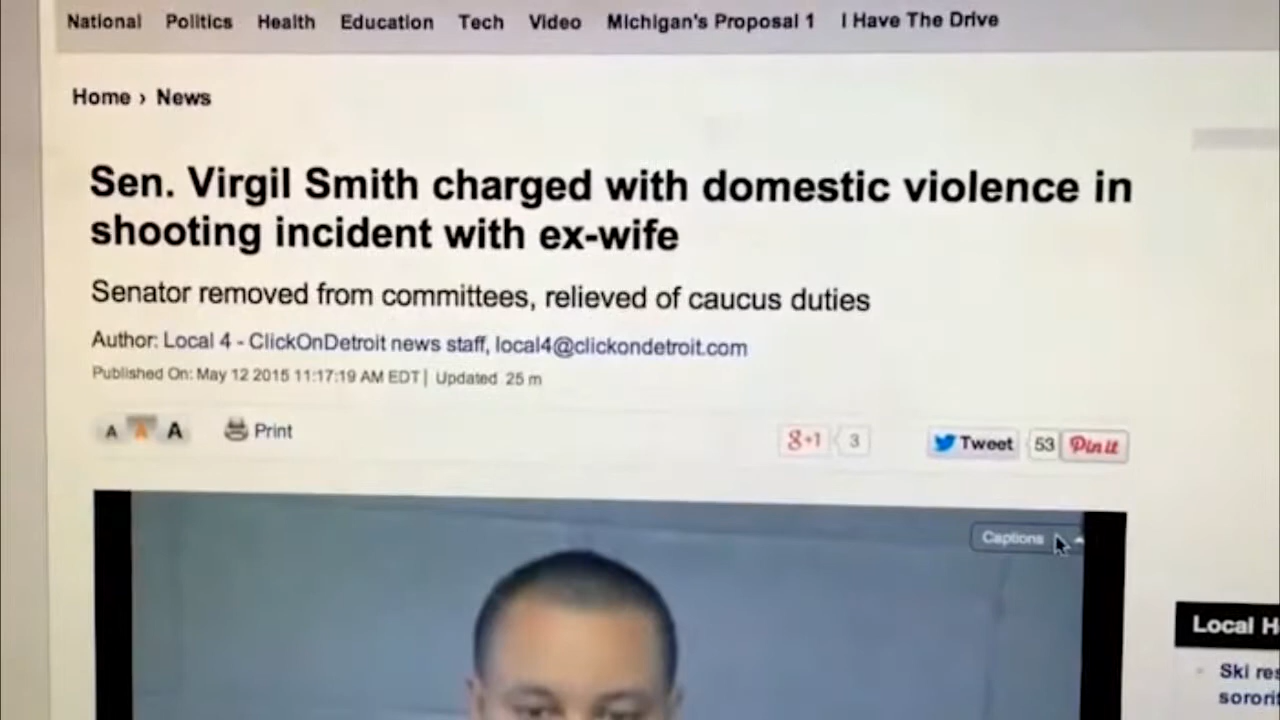 National Politics Health Education Tech Video Michigan's Proposal 1 I Have The Drive
Home › News
Sen. Virgil Smith charged with domestic violence in
shooting incident with ex-wife
Senator removed from committees, relieved of caucus duties
Author: Local 4 - ClickOnDetroit news staff, local4@clickondetroit.com
Published On: May 12 2015 11:17:19 AM EDT | Updated 25 m
A A A Print
g+1 3 Tweet 53 Pin it
Captions
Local
Ski